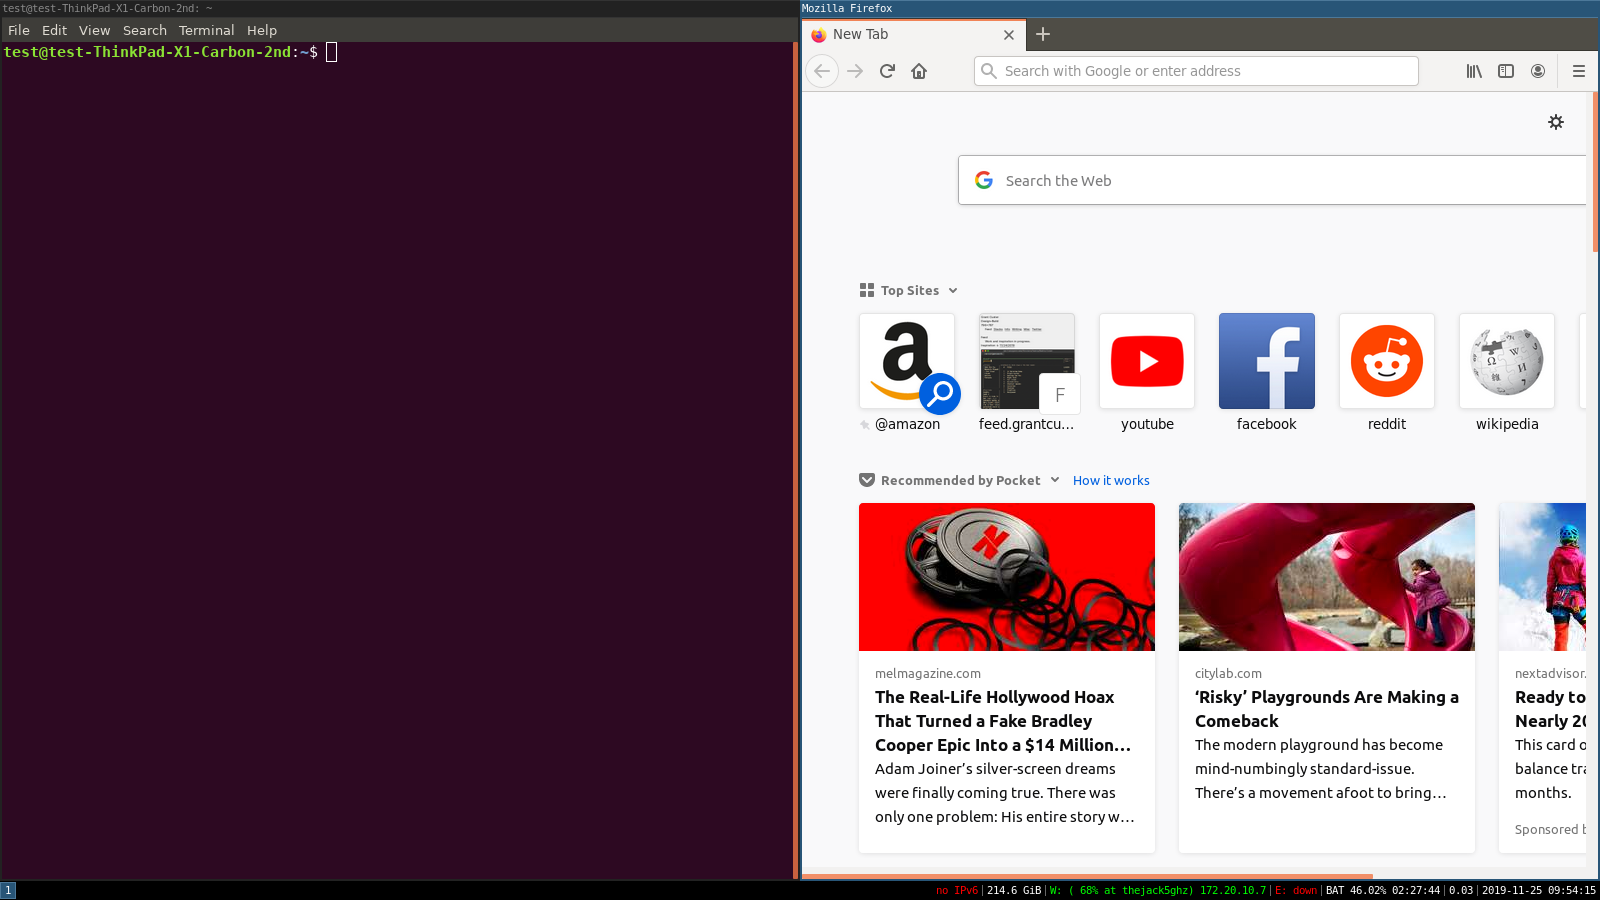 test@test-ThinkPad-X1-Carbon-2nd: ~
File Edit View Search Terminal Help
test@test-ThinkPad-X1-Carbon-2nd:~$
Mozilla Firefox
New Tab
Search with Google or enter address
Search the Web
Top Sites
F
@amazon
feed.grantcu...
youtube
facebook
reddit
wikipedia
Recommended by Pocket How it works
melmagazine.com
The Real-Life Hollywood Hoax
That Turned a Fake Bradley
Cooper Epic Into a $14 Million…
Adam Joiner’s silver-screen dreams
were finally coming true. There was
only one problem: His entire story w…
citylab.com
‘Risky’ Playgrounds Are Making a
Comeback
The modern playground has become
mind-numbingly standard-issue.
There’s a movement afoot to bring…
nextadvisor.
Ready to
Nearly 20
This card o
balance tra
months.
Sponsored b
1
no IPv6|214.6 GiB|W: ( 68% at thejack5ghz) 172.20.10.7|E: down|BAT 46.02% 02:27:44|0.03|2019-11-25 09:54:15